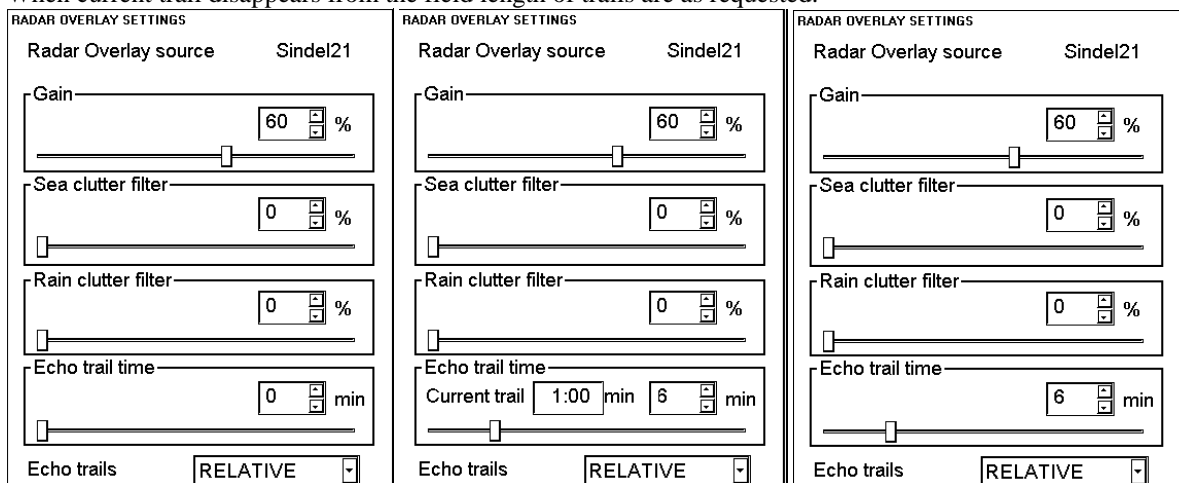 When current trail disappears from the field length of trails are as requested.
RADAR OVERLAY SETTINGS
Radar Overlay source Sindel21
Gain
60 %
Sea clutter filter
0 %
Rain clutter filter
0 %
Echo trail time
0 min
Echo trails RELATIVE
RADAR OVERLAY SETTINGS
Radar Overlay source Sindel21
Gain
60 %
Sea clutter filter
0 %
Rain clutter filter
0 %
Echo trail time
Current trail 1:00 min 6 min
Echo trails RELATIVE
RADAR OVERLAY SETTINGS
Radar Overlay source Sindel21
Gain
60 %
Sea clutter filter
0 %
Rain clutter filter
0 %
Echo trail time
6 min
Echo trails RELATIVE